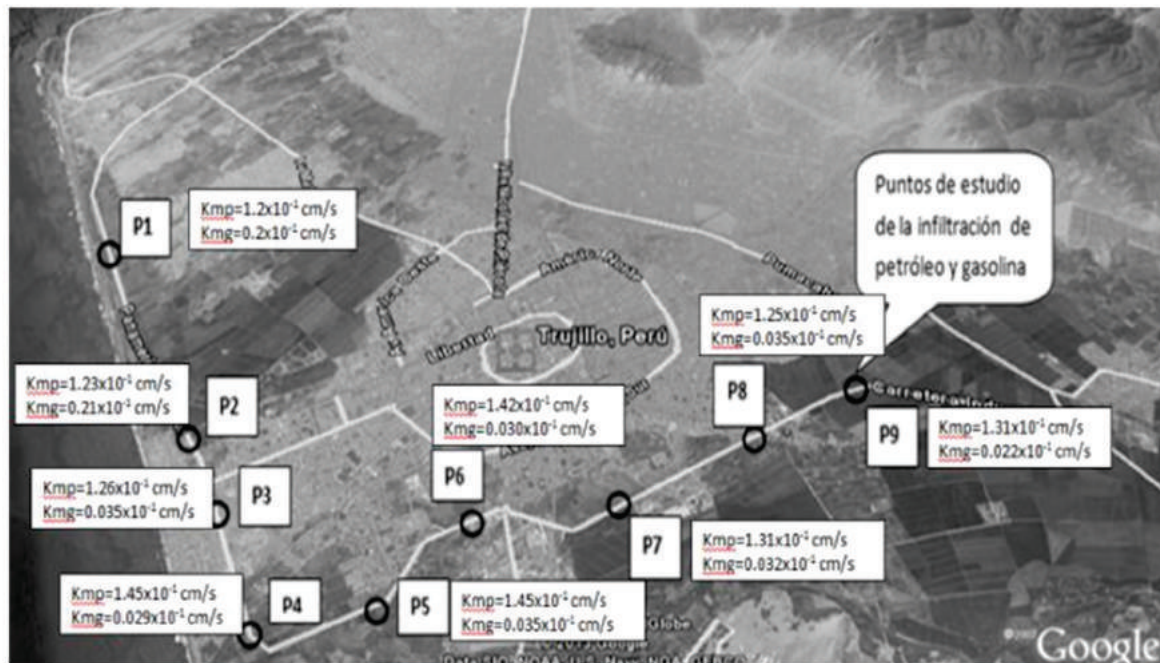 P1
Kmp=1.2x10⁻¹ cm/s
Kmg=0.2x10⁻¹ cm/s
Puntos de estudio
de la infiltración de
petróleo y gasolina
América Norte
Libertad
Trujillo, Perú
Kmp=1.25x10⁻¹ cm/s
Kmg=0.035x10⁻¹ cm/s
Kmp=1.23x10⁻¹ cm/s
Kmg=0.21x10⁻¹ cm/s
P2
Kmp=1.42x10⁻¹ cm/s
Kmg=0.030x10⁻¹ cm/s
P8
P9
Kmp=1.31x10⁻¹ cm/s
Kmg=0.022x10⁻¹ cm/s
Kmp=1.26x10⁻¹ cm/s
Kmg=0.035x10⁻¹ cm/s
P3
P6
P7
Kmp=1.31x10⁻¹ cm/s
Kmg=0.032x10⁻¹ cm/s
Kmp=1.45x10⁻¹ cm/s
Kmg=0.029x10⁻¹ cm/s
P4
P5
Kmp=1.45x10⁻¹ cm/s
Kmg=0.035x10⁻¹ cm/s
Google